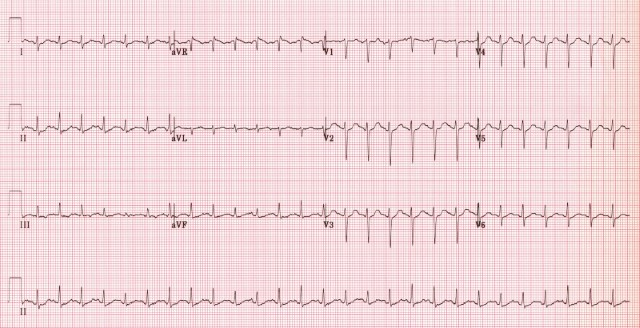 I aVR V1 V4
II aVL V2 V5
III aVF V3 V6
II